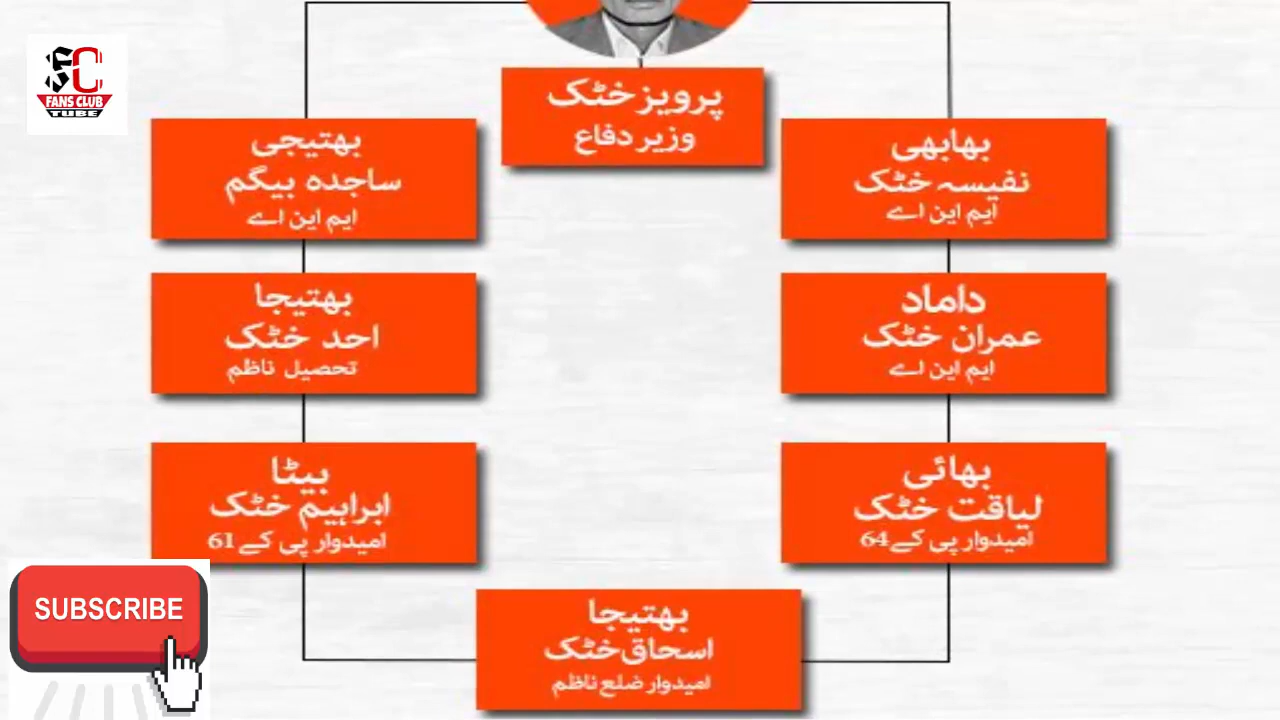 FANS CLUB
TUBE
پرویز خٹک
وزیر دفاع
بھابھی
نفیسہ خٹک
ایم این اے
بھتیجی
ساجدہ بیگم
ایم این اے
داماد
عمران خٹک
ایم این اے
بھتیجا
احد خٹک
تحصیل ناظم
بھائی
لیاقت خٹک
امیدوار پی کے 64
بیٹا
ابراہیم خٹک
امیدوار پی کے 61
بھتیجا
اسحاق خٹک
امیدوار ضلع ناظم
SUBSCRIBE